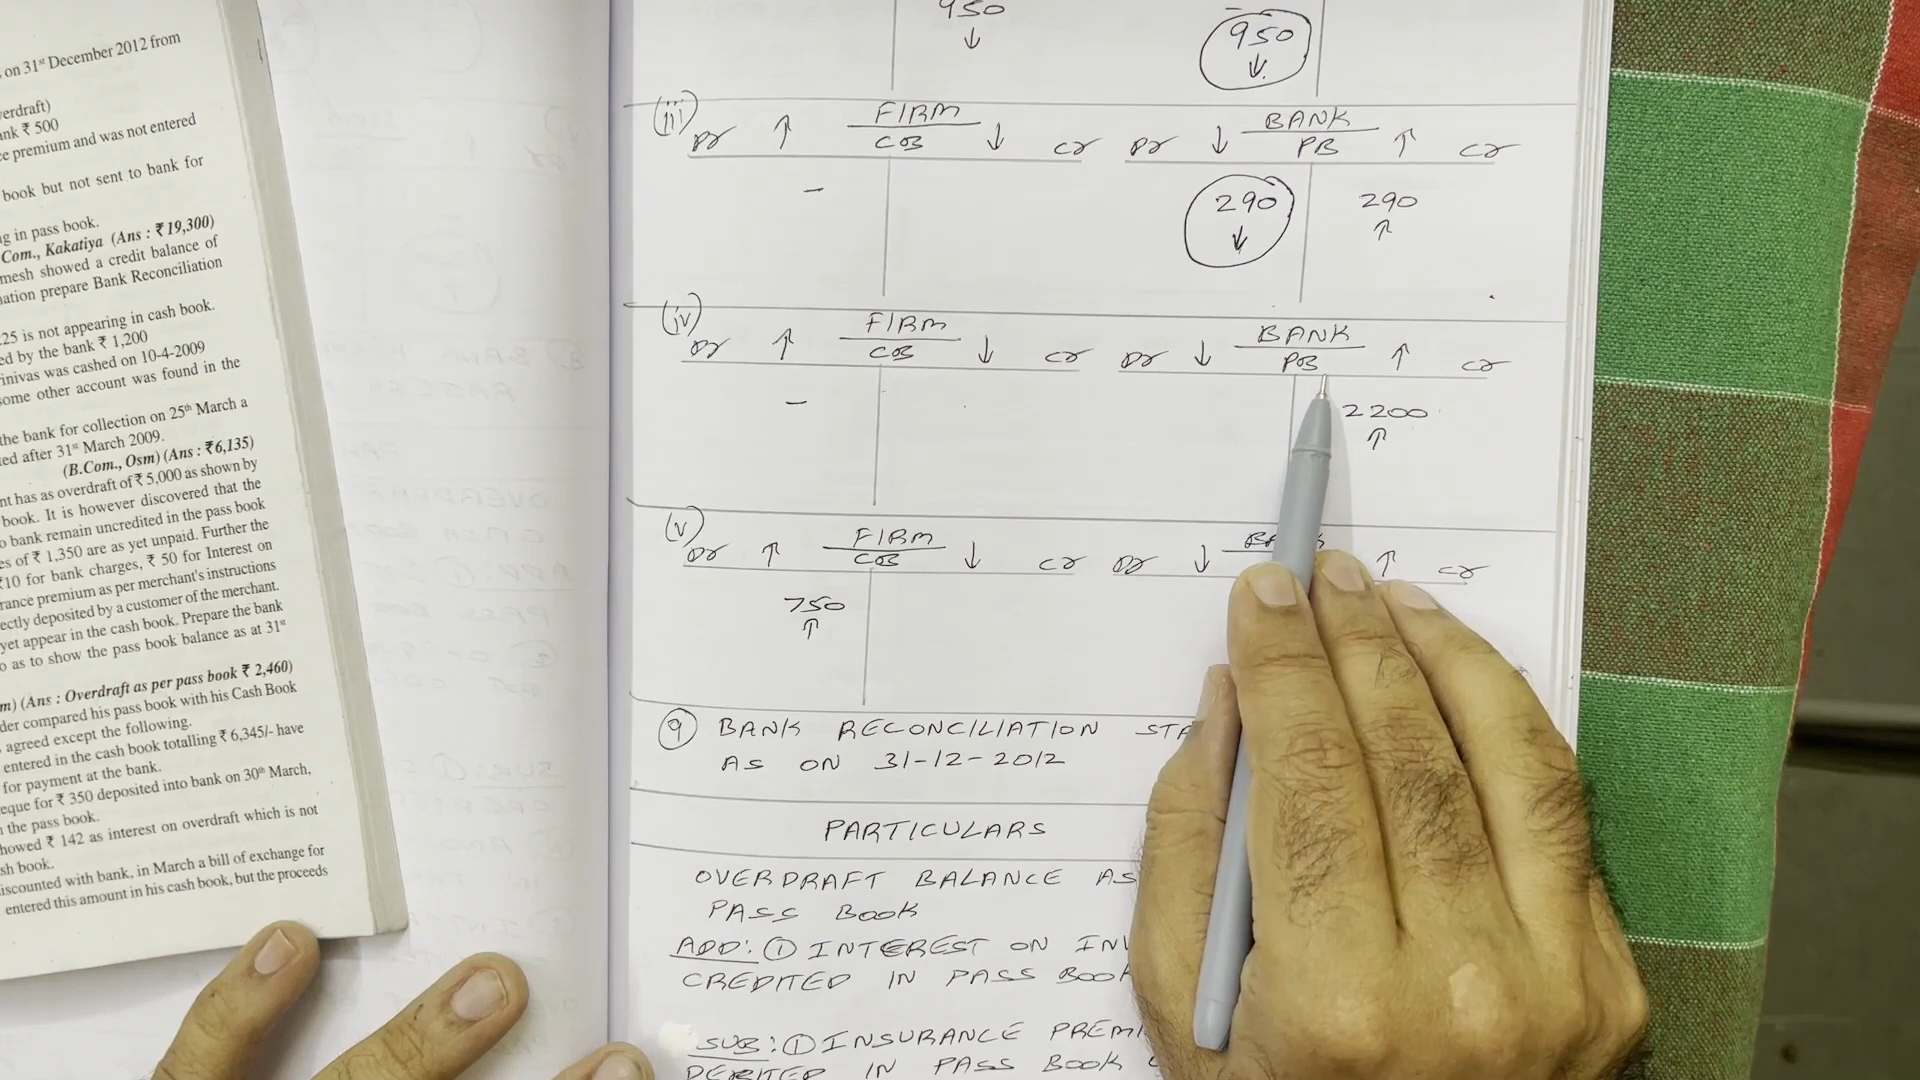 on 31st December 2012 from
verdraft)
ank ₹ 500
ce premium and was not entered
book but not sent to bank for
g in pass book.
Com., Kakatiya (Ans : ₹ 19,300)
mesh showed a credit balance of
ation prepare Bank Reconciliation
25 is not appearing in cash book.
ed by the bank ₹ 1,200
inivas was cashed on 10-4-2009
some other account was found in the
the bank for collection on 25th March a
ted after 31st March 2009.
(B.Com., Osm) (Ans : ₹ 6,135)
nt has as overdraft of ₹ 5,000 as shown by
book. It is however discovered that the
o bank remain uncredited in the pass book
es of ₹ 1,350 are as yet unpaid. Further the
₹10 for bank charges, ₹ 50 for Interest on
rance premium as per merchant's instructions
ectly deposited by a customer of the merchant.
yet appear in the cash book. Prepare the bank
o as to show the pass book balance as at 31st
m) (Ans : Overdraft as per pass book ₹ 2,460)
der compared his pass book with his Cash Book
agreed except the following.
entered in the cash book totalling ₹ 6,345/- have
for payment at the bank.
eque for ₹ 350 deposited into bank on 30th March,
the pass book.
howed ₹ 142 as interest on overdraft which is not
sh book.
iscounted with bank, in March a bill of exchange for
entered this amount in his cash book, but the proceeds
950 950
↓ ↓
(iii) FIRM BANK
Dr ↑ COB ↓ Cr Dr ↓ PB ↑ Cr
- 290 290
↓ ↑
(iv) FIRM BANK
Dr ↑ COB ↓ Cr Dr ↓ POB ↑ Cr
- 2200
↑
(v) FIRM
Dr ↑ COB ↓ Cr Dr ↓ ↑ Cr
750
↑
9 BANK RECONCILIATION STA
AS ON 31-12-2012
PARTICULARS
OVERDRAFT BALANCE AS
PASS BOOK
ADD: ① INTEREST ON INV
CREDITED IN PASS BOOK
SUB: ① INSURANCE PREMI
DEBITED IN PASS BOOK